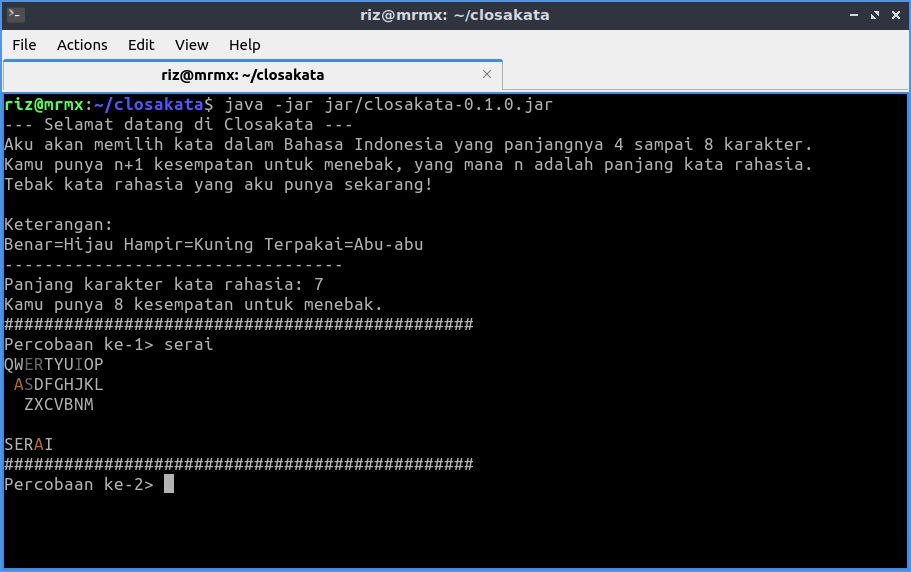 riz@mrmx: ~/closakata
File Actions Edit View Help
riz@mrmx: ~/closakata
riz@mrmx:~/closakata$ java -jar jar/closakata-0.1.0.jar
--- Selamat datang di Closakata ---
Aku akan memilih kata dalam Bahasa Indonesia yang panjangnya 4 sampai 8 karakter.
Kamu punya n+1 kesempatan untuk menebak, yang mana n adalah panjang kata rahasia.
Tebak kata rahasia yang aku punya sekarang!
Keterangan:
Benar=Hijau Hampir=Kuning Terpakai=Abu-abu
----------------------------------
Panjang karakter kata rahasia: 7
Kamu punya 8 kesempatan untuk menebak.
###############################################
Percobaan ke-1> serai
QWERTYUIOP
ASDFGHJKL
ZXCVBNM
SERAI
###############################################
Percobaan ke-2>